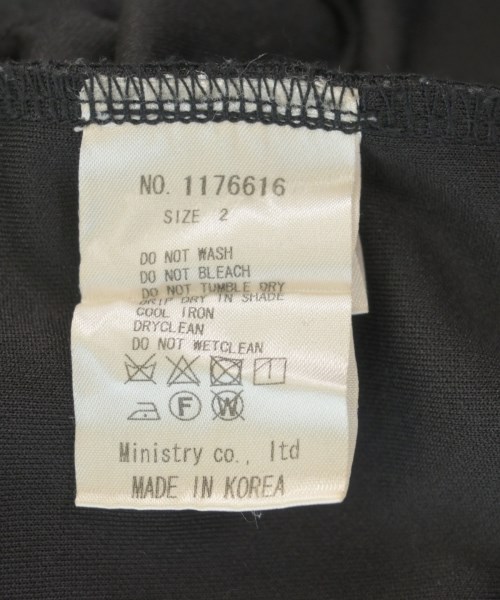 NO. 1176616
SIZE 2
DO NOT WASH
DO NOT BLEACH
DO NOT TUMBLE DRY
DRIP DRY IN SHADE
COOL IRON
DRYCLEAN
DO NOT WETCLEAN
F W
Ministry co., ltd
MADE IN KOREA